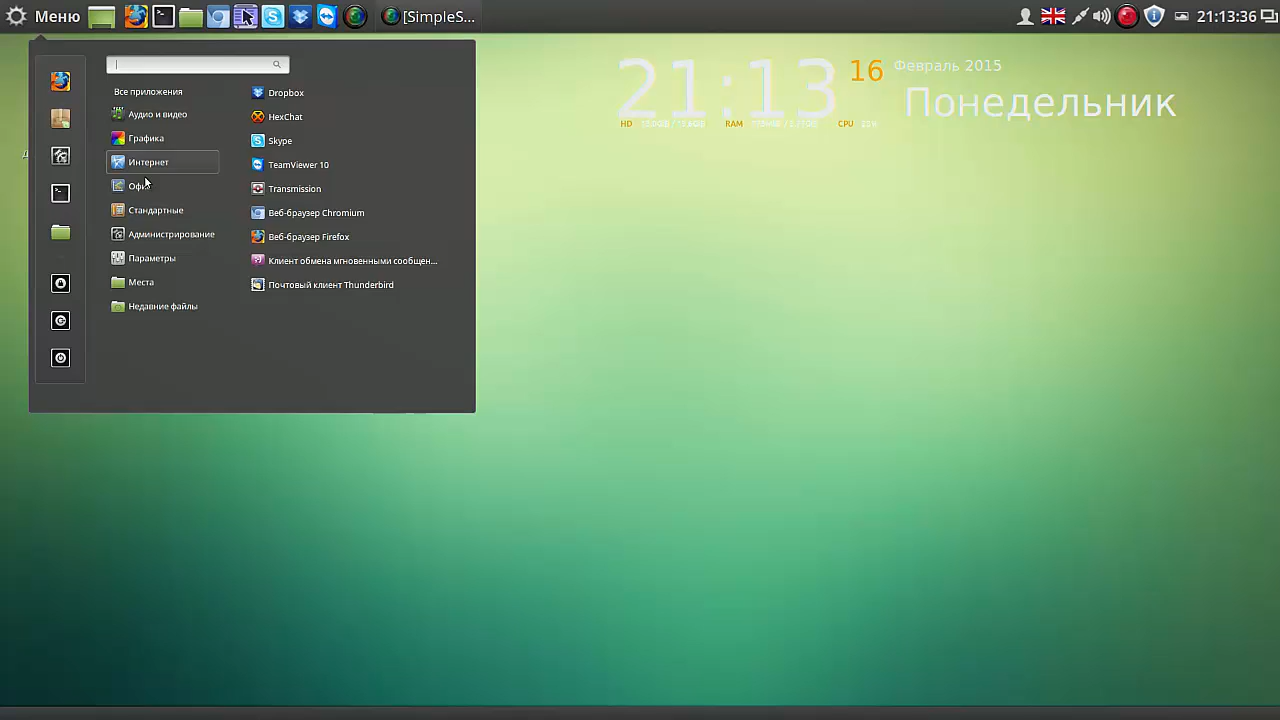 Меню
[SimpleS...
21:13:36
Все приложения
Аудио и видео
Графика
Интернет
Офис
Стандартные
Администрирование
Параметры
Места
Недавние файлы
Dropbox
HexChat
Skype
TeamViewer 10
Transmission
Веб-браузер Chromium
Веб-браузер Firefox
Клиент обмена мгновенными сообщен...
Почтовый клиент Thunderbird
21:13
16
Февраль 2015
Понедельник
HD
RAM
CPU